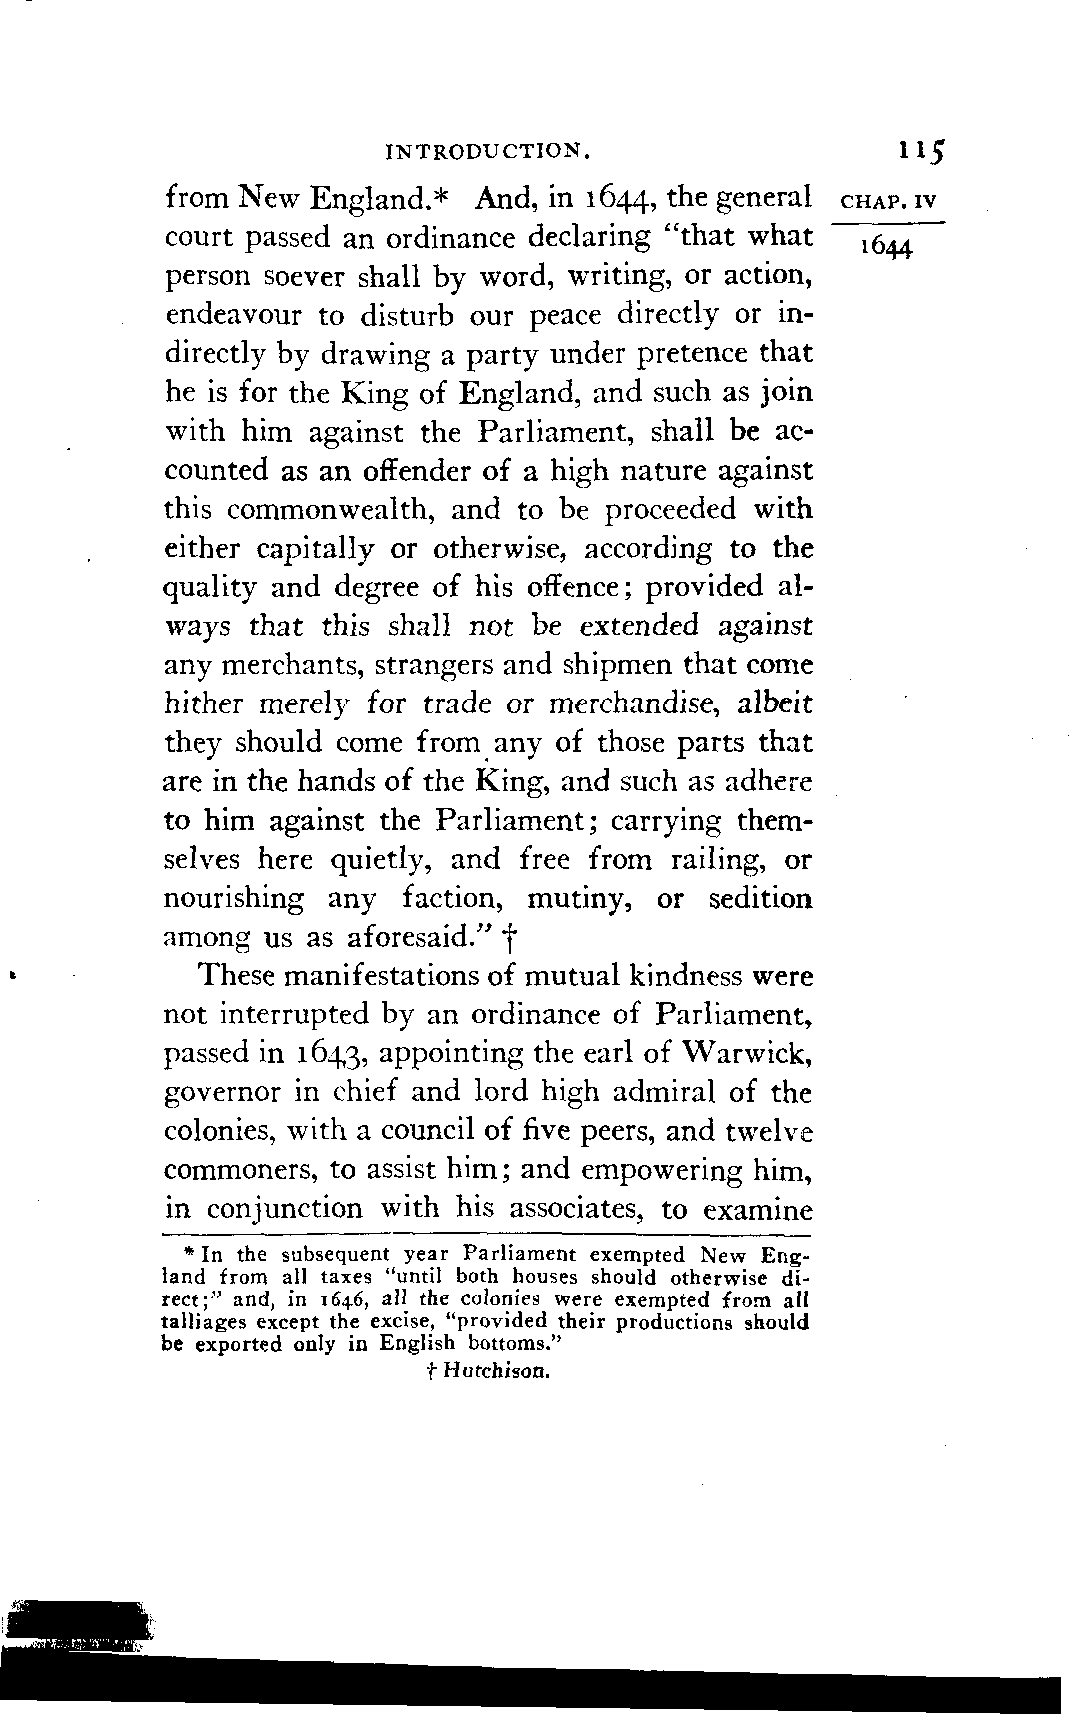 INTRODUCTION. 115
from New England.* And, in 1644, the general CHAP. IV
court passed an ordinance declaring "that what 1644
person soever shall by word, writing, or action,
endeavour to disturb our peace directly or in-
directly by drawing a party under pretence that
he is for the King of England, and such as join
with him against the Parliament, shall be ac-
counted as an offender of a high nature against
this commonwealth, and to be proceeded with
either capitally or otherwise, according to the
quality and degree of his offence; provided al-
ways that this shall not be extended against
any merchants, strangers and shipmen that come
hither merely for trade or merchandise, albeit
they should come from any of those parts that
are in the hands of the King, and such as adhere
to him against the Parliament; carrying them-
selves here quietly, and free from railing, or
nourishing any faction, mutiny, or sedition
among us as aforesaid." †
These manifestations of mutual kindness were
not interrupted by an ordinance of Parliament,
passed in 1643, appointing the earl of Warwick,
governor in chief and lord high admiral of the
colonies, with a council of five peers, and twelve
commoners, to assist him; and empowering him,
in conjunction with his associates, to examine
* In the subsequent year Parliament exempted New Eng-
land from all taxes "until both houses should otherwise di-
rect;" and, in 1646, all the colonies were exempted from all
talliages except the excise, "provided their productions should
be exported only in English bottoms."
† Hutchison.